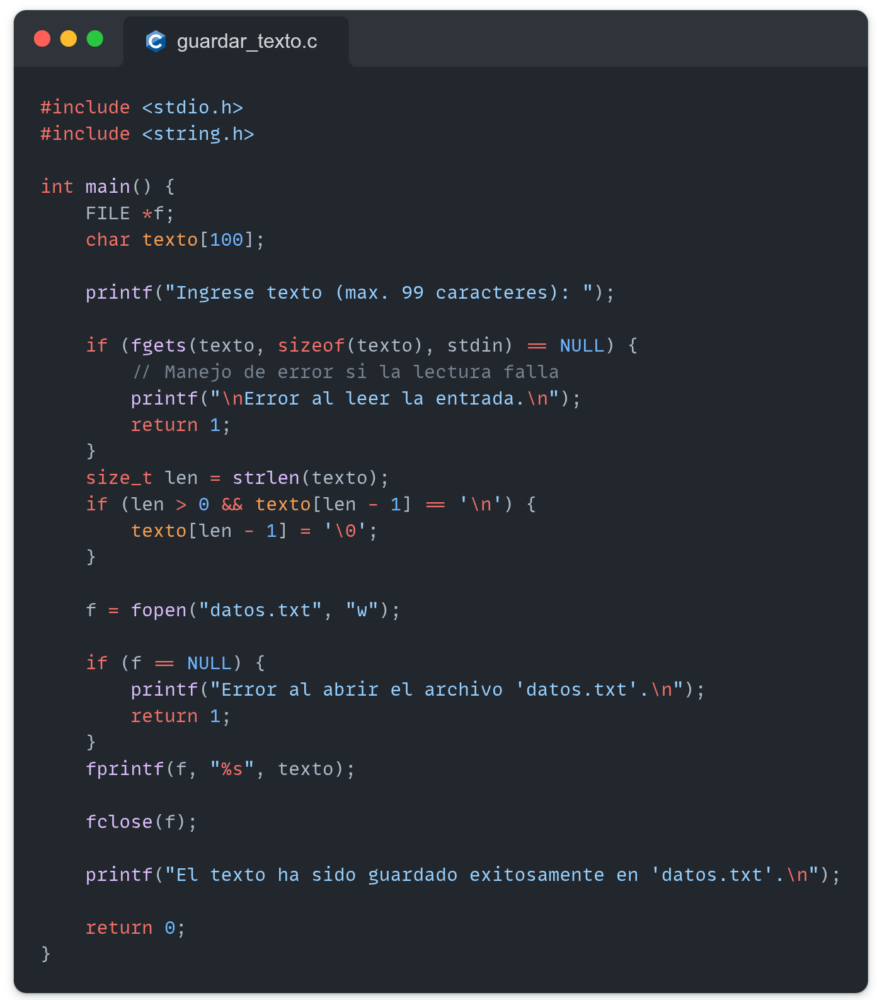 guardar_texto.c
#include <stdio.h>
#include <string.h>

int main() {
    FILE *f;
    char texto[100];

    printf("Ingrese texto (max. 99 caracteres): ");

    if (fgets(texto, sizeof(texto), stdin) == NULL) {
        // Manejo de error si la lectura falla
        printf("\nError al leer la entrada.\n");
        return 1;
    }
    size_t len = strlen(texto);
    if (len > 0 && texto[len - 1] == '\n') {
        texto[len - 1] = '\0';
    }

    f = fopen("datos.txt", "w");

    if (f == NULL) {
        printf("Error al abrir el archivo 'datos.txt'.\n");
        return 1;
    }
    fprintf(f, "%s", texto);

    fclose(f);

    printf("El texto ha sido guardado exitosamente en 'datos.txt'.\n");

    return 0;
}